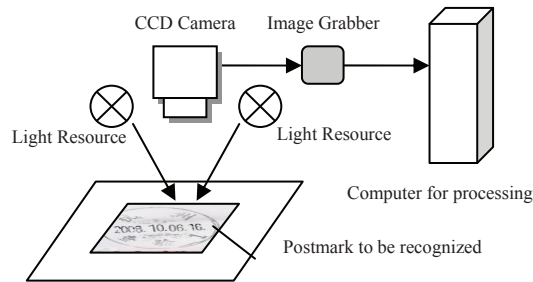 CCD Camera
Image Grabber
Light Resource
Light Resource
Computer for processing
2008. 10. 06. 16.
Postmark to be recognized